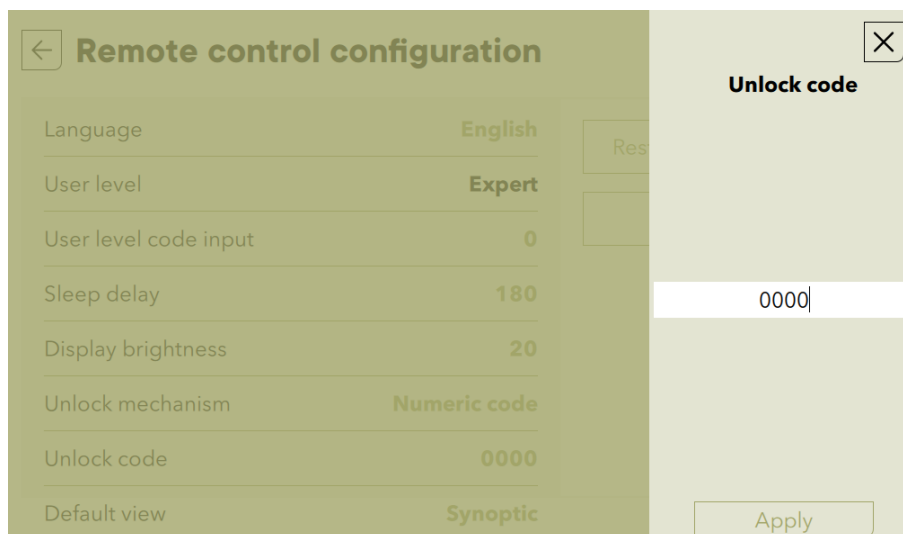 Remote control configuration
Language English
User level Expert
User level code input 0
Sleep delay 180
Display brightness 20
Unlock mechanism Numeric code
Unlock code 0000
Default view Synoptic
Res
Unlock code
0000
Apply